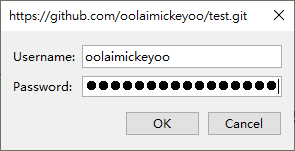 https://github.com/oolaimickeyoo/test.git
Username: oolaimickeyoo
Password: ●●●●●●●●●●●●●●●●
OK Cancel